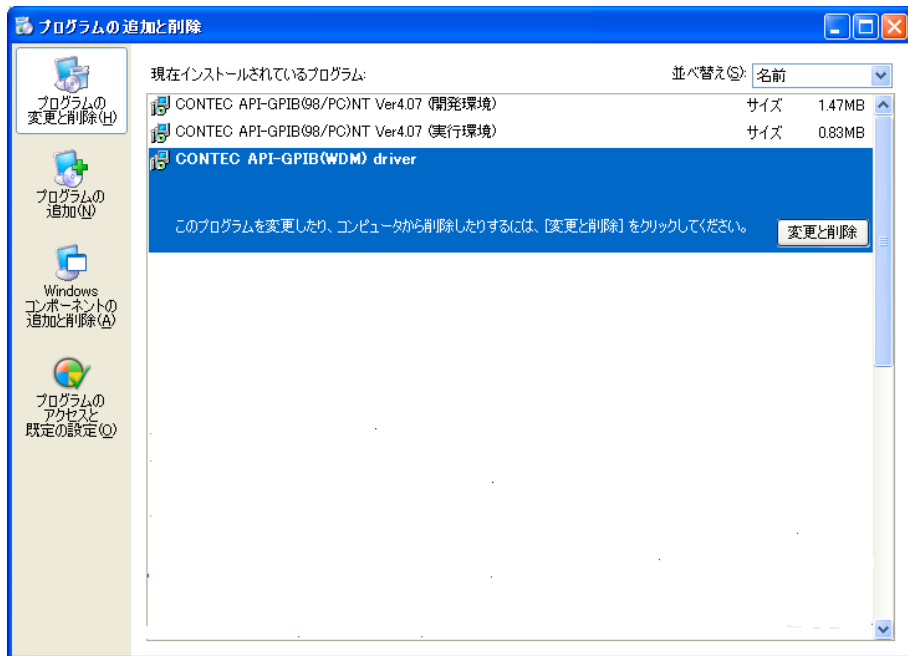 プログラムの追加と削除
プログラムの
変更と削除(H)
プログラムの
追加(N)
Windows
コンポーネントの
追加と削除(A)
プログラムの
アクセスと
既定の設定(O)
現在インストールされているプログラム:
並べ替え(S): 名前
CONTEC API-GPIB(98/PC)NT Ver4.07 (開発環境) サイズ 1.47MB
CONTEC API-GPIB(98/PC)NT Ver4.07 (実行環境) サイズ 0.83MB
CONTEC API-GPIB(WDM) driver
このプログラムを変更したり、コンピュータから削除したりするには、[変更と削除] をクリックしてください。
変更と削除